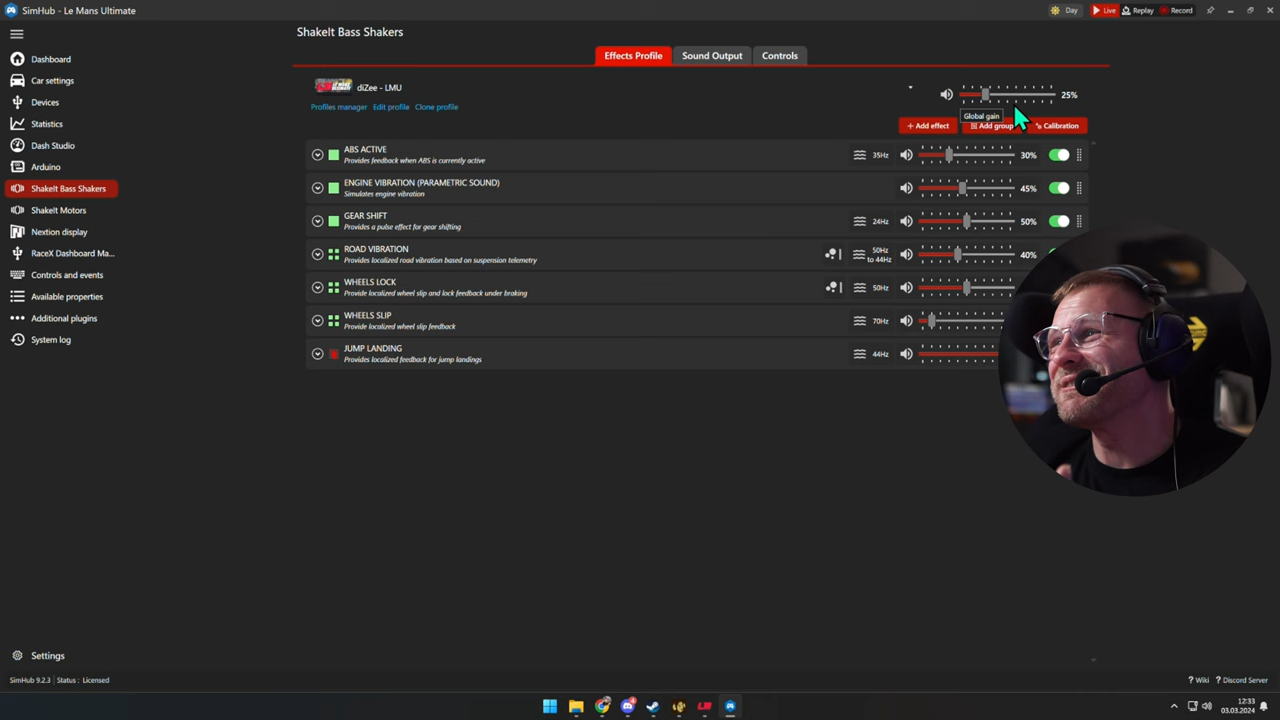 SimHub - Le Mans Ultimate
Day
Live
Replay
Record
ShakeIt Bass Shakers
Dashboard
Car settings
Devices
Statistics
Dash Studio
Arduino
ShakeIt Bass Shakers
ShakeIt Motors
Nextion display
RaceX Dashboard Ma...
Controls and events
Available properties
Additional plugins
System log
Effects Profile
Sound Output
Controls
LE MANS ULTIMATE
diZee - LMU
25%
Profiles manager
Edit profile
Clone profile
Global gain
+ Add effect
Add group
Calibration
ABS ACTIVE
Provides feedback when ABS is currently active
35Hz
30%
ENGINE VIBRATION (PARAMETRIC SOUND)
Simulates engine vibration
45%
GEAR SHIFT
Provides a pulse effect for gear shifting
24Hz
50%
ROAD VIBRATION
Provides localized road vibration based on suspension telemetry
50Hz
to 44Hz
40%
WHEELS LOCK
Provide localized wheel slip and lock feedback under braking
50Hz
WHEELS SLIP
Provide localized wheel slip feedback
70Hz
JUMP LANDING
Provides localized feedback for jump landings
44Hz
Settings
SimHub 9.2.3 Status : Licensed
? Wiki
? Discord Server
LM
12:33
03.03.2024